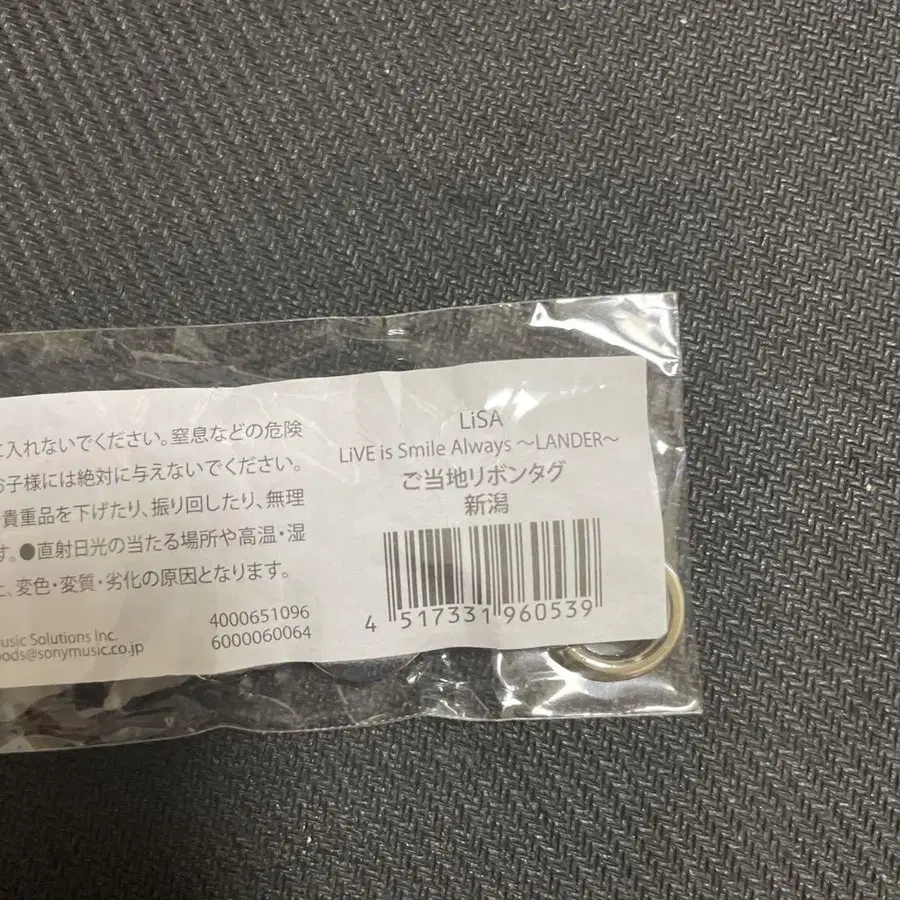 に入れないでください。窒息などの危険
お子様には絶対に与えないでください。
貴重品を下げたり、振り回したり、無理
す。●直射日光の当たる場所や高温・湿
、変色・変質・劣化の原因となります。
usic Solutions Inc.
oods@sonymusic.co.jp
4000651096
6000060064
LiSA
LiVE is Smile Always ～LANDER～
ご当地リボンタグ
新潟
4 517331 960539